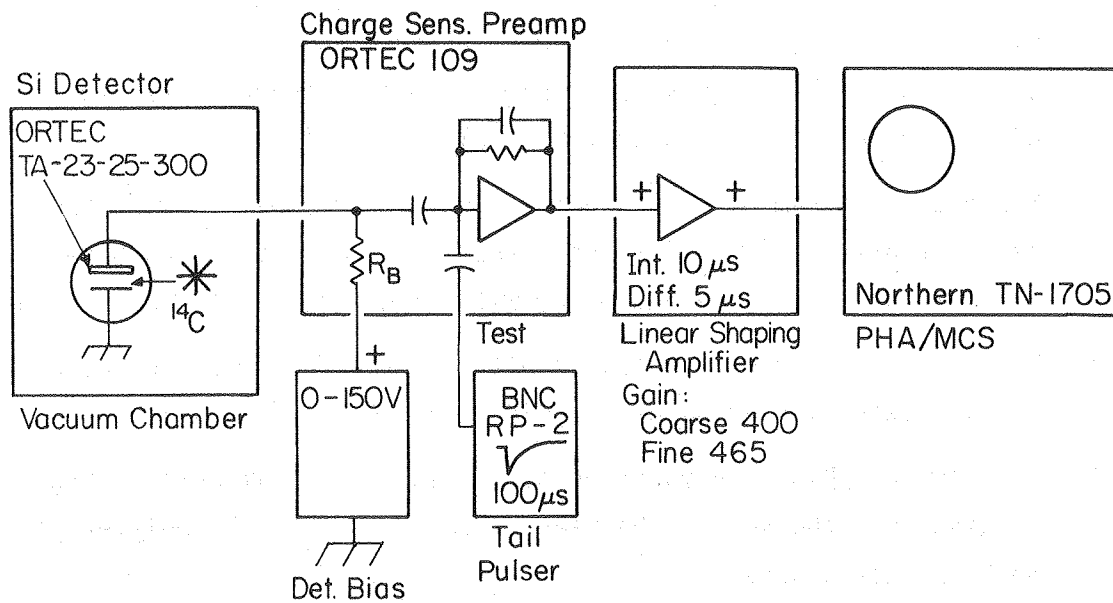 Charge Sens. Preamp
ORTEC 109
Si Detector
ORTEC
TA-23-25-300
¹⁴C
Vacuum Chamber
R_B
+
0-150V
Det. Bias
Test
BNC
RP-2
100μs
Tail
Pulser
+ +
Int. 10 μs
Diff. 5 μs
Linear Shaping
Amplifier
Gain:
Coarse 400
Fine 465
Northern TN-1705
PHA/MCS